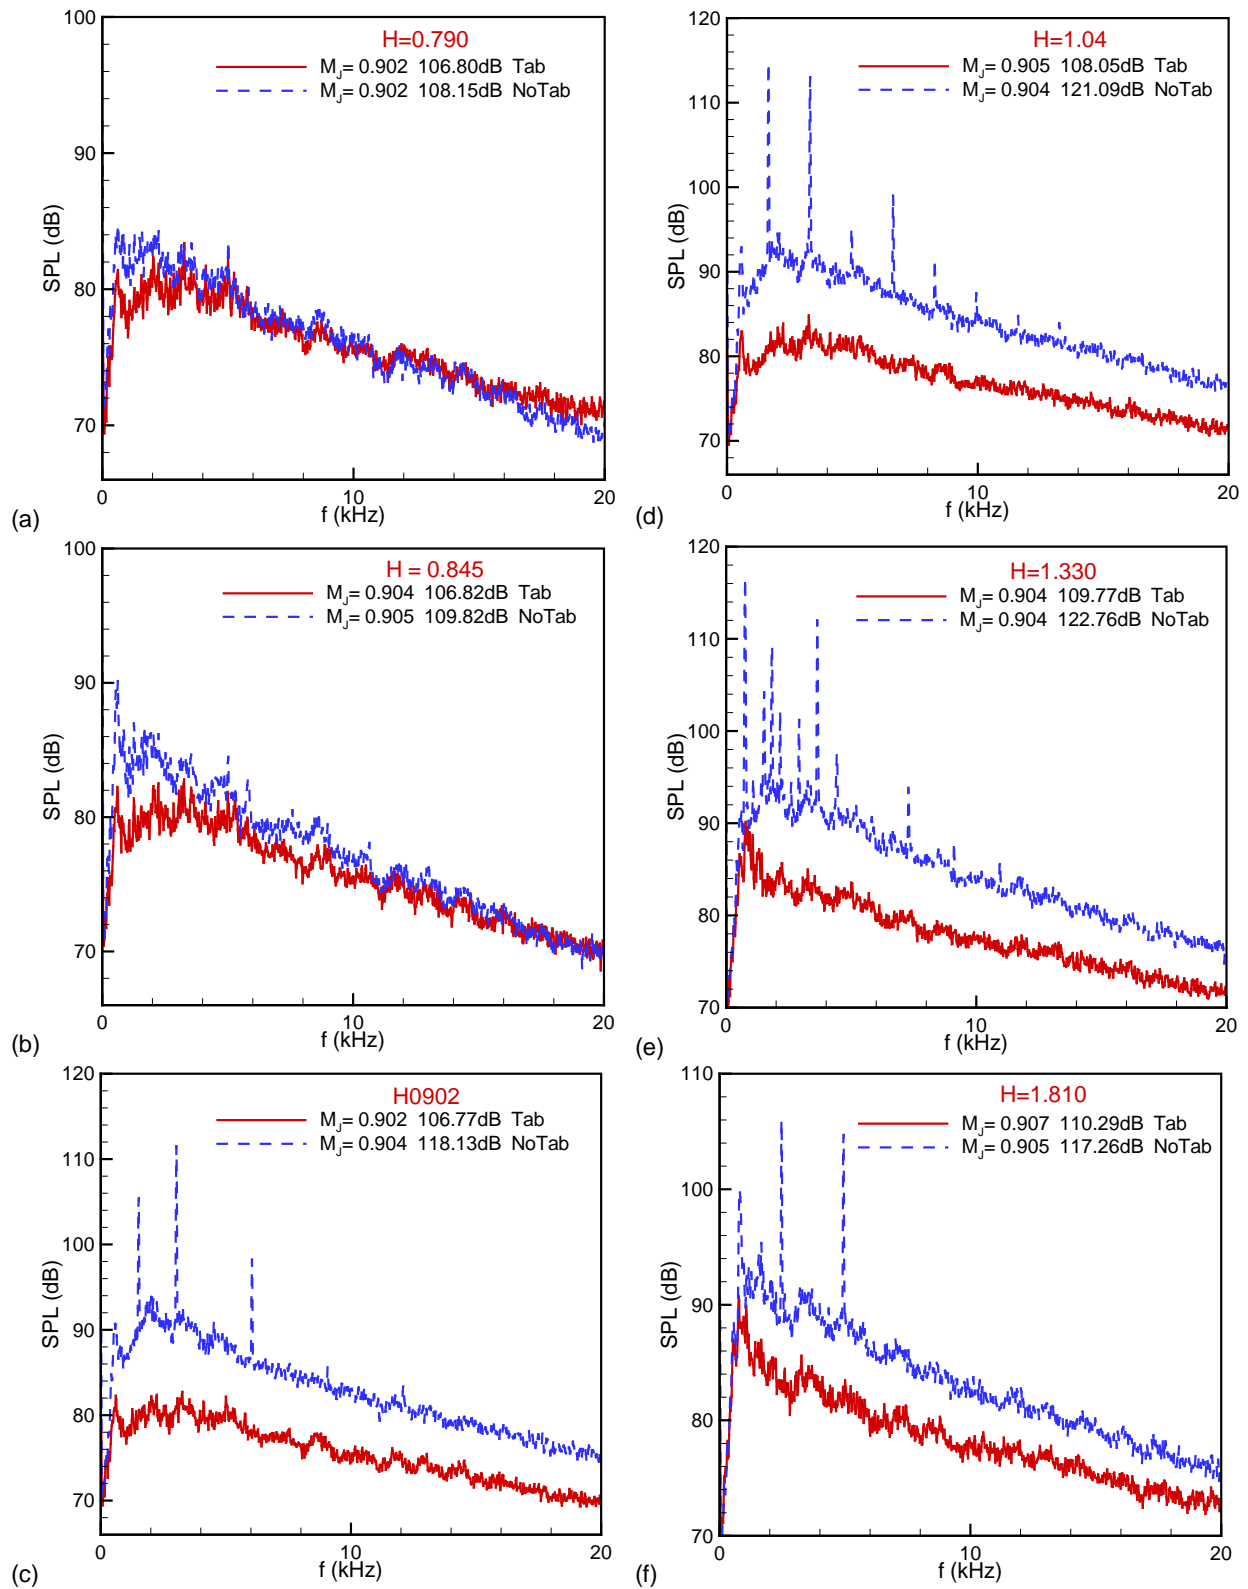 100
90
80
70
SPL (dB)
H=0.790
MJ= 0.902 106.80dB Tab
MJ= 0.902 108.15dB NoTab
0
10
20
f (kHz)
(a)
120
110
100
90
80
70
SPL (dB)
H=1.04
MJ= 0.905 108.05dB Tab
MJ= 0.904 121.09dB NoTab
0
10
20
f (kHz)
(d)
100
90
80
70
SPL (dB)
H = 0.845
MJ= 0.904 106.82dB Tab
MJ= 0.905 109.82dB NoTab
0
10
20
f (kHz)
(b)
120
110
100
90
80
70
SPL (dB)
H=1.330
MJ= 0.904 109.77dB Tab
MJ= 0.904 122.76dB NoTab
0
10
20
f (kHz)
(e)
120
110
100
90
80
70
SPL (dB)
H0902
MJ= 0.902 106.77dB Tab
MJ= 0.904 118.13dB NoTab
0
10
20
f (kHz)
(c)
110
100
90
80
70
SPL (dB)
H=1.810
MJ= 0.907 110.29dB Tab
MJ= 0.905 117.26dB NoTab
0
10
20
f (kHz)
(f)